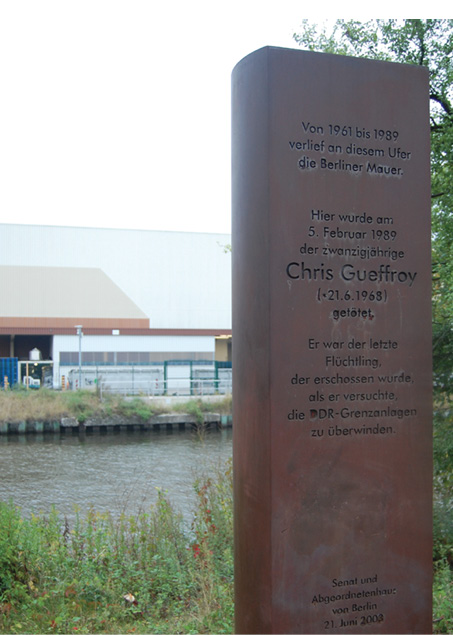 Von 1961 bis 1989
verlief an diesem Ufer
die Berliner Mauer.
Hier wurde am
5. Februar 1989
der zwanzigjährige
Chris Gueffroy
(*21.6.1968)
getötet.
Er war der letzte
Flüchtling,
der erschossen wurde,
als er versuchte,
die DDR-Grenzanlagen
zu überwinden.
Senat und
Abgeordnetenhaus
von Berlin
21. Juni 2003